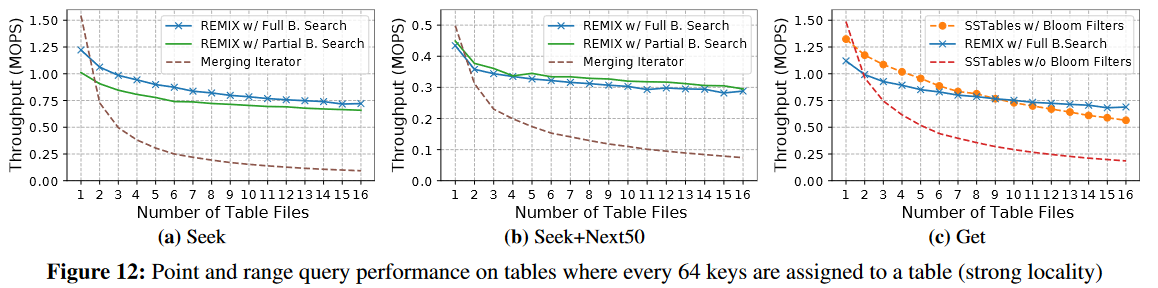 Throughput (MOPS)
1.50
1.25
1.00
0.75
0.50
0.25
0.00
REMIX w/ Full B. Search
REMIX w/ Partial B. Search
Merging Iterator
1 2 3 4 5 6 7 8 9 10 11 12 13 14 15 16
Number of Table Files
(a) Seek
Throughput (MOPS)
0.5
0.4
0.3
0.2
0.1
0.0
REMIX w/ Full B. Search
REMIX w/ Partial B. Search
Merging Iterator
1 2 3 4 5 6 7 8 9 10 11 12 13 14 15 16
Number of Table Files
(b) Seek+Next50
Throughput (MOPS)
1.50
1.25
1.00
0.75
0.50
0.25
0.00
SSTables w/ Bloom Filters
REMIX w/ Full B.Search
SSTables w/o Bloom Filters
1 2 3 4 5 6 7 8 9 10 11 12 13 14 15 16
Number of Table Files
(c) Get
Figure 12: Point and range query performance on tables where every 64 keys are assigned to a table (strong locality)